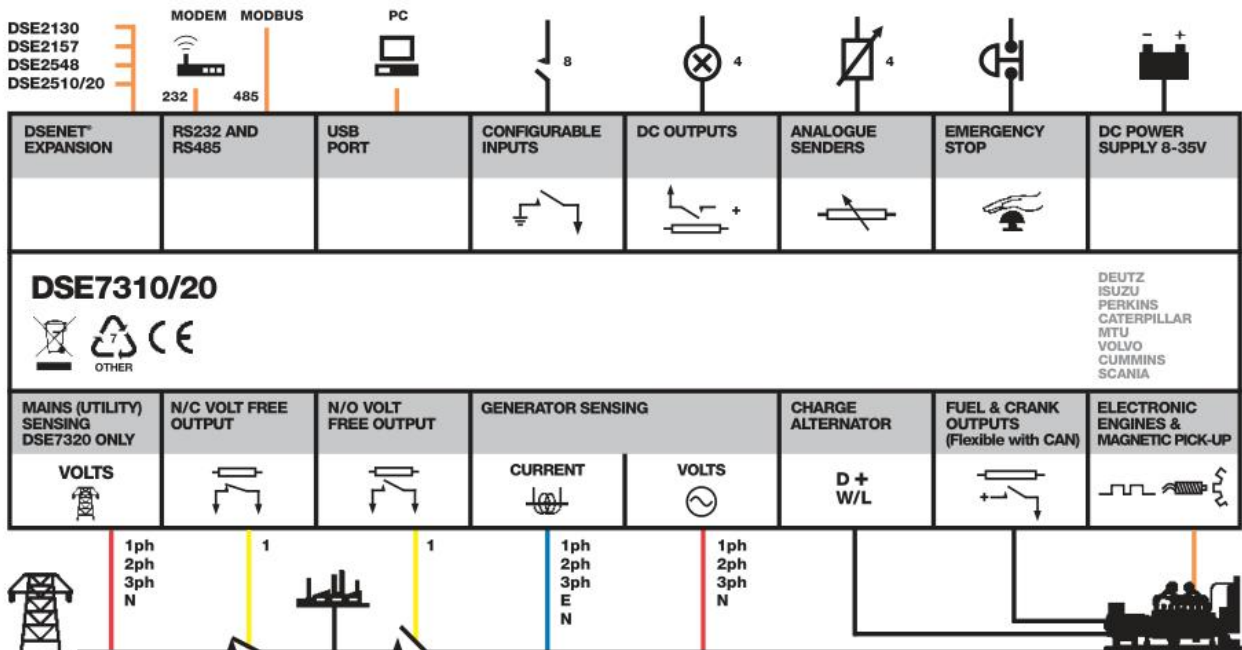 DSE2130
DSE2157
DSE2548
DSE2510/20
MODEM
MODBUS
PC
232
485
8
4
4
- +
DSENET®
EXPANSION
RS232 AND
RS485
USB
PORT
CONFIGURABLE
INPUTS
DC OUTPUTS
ANALOGUE
SENDERS
EMERGENCY
STOP
DC POWER
SUPPLY 8-35V
+
DSE7310/20
7
OTHER
CE
DEUTZ
ISUZU
PERKINS
CATERPILLAR
MTU
VOLVO
CUMMINS
SCANIA
MAINS (UTILITY)
SENSING
DSE7320 ONLY
VOLTS
N/C VOLT FREE
OUTPUT
N/O VOLT
FREE OUTPUT
GENERATOR SENSING
CURRENT
VOLTS
CHARGE
ALTERNATOR
D +
W/L
FUEL & CRANK
OUTPUTS
(Flexible with CAN)
+
ELECTRONIC
ENGINES &
MAGNETIC PICK-UP
1ph
2ph
3ph
N
1
1
1ph
2ph
3ph
E
N
1ph
2ph
3ph
N